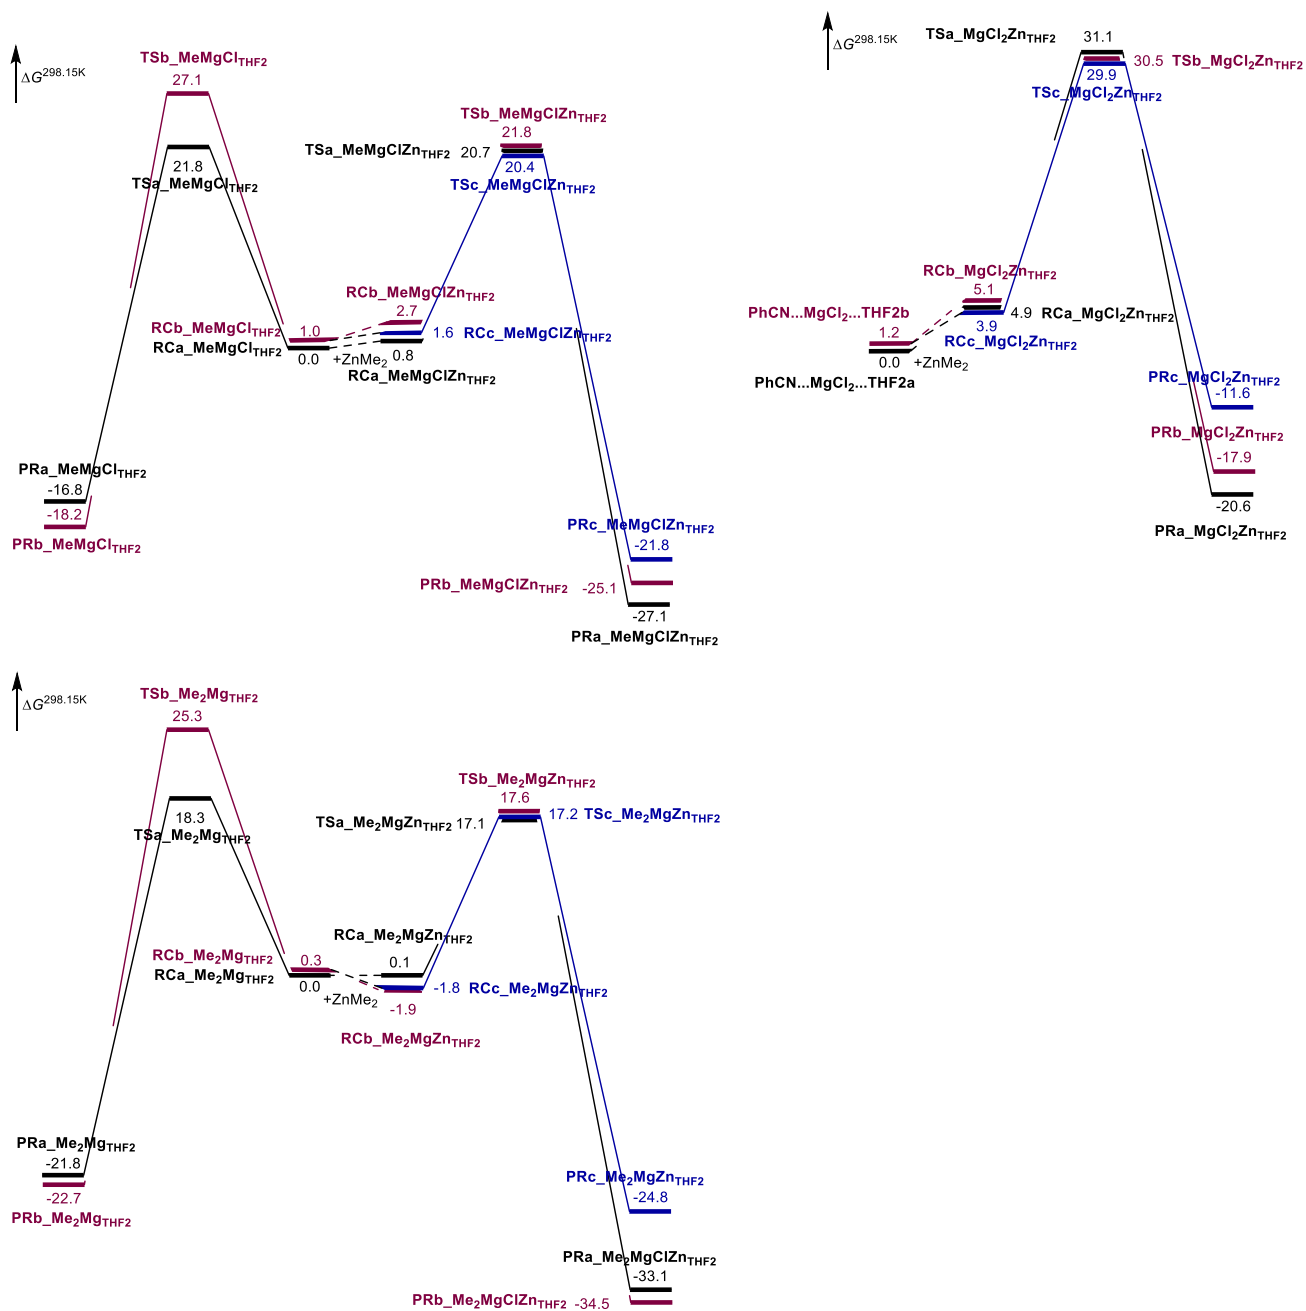 ΔG298.15K
TSb_MeMgClTHF2
27.1
21.8
TSa_MeMgClTHF2
TSb_MeMgClZnTHF2
21.8
TSa_MeMgClZnTHF2 20.7
20.4
TSc_MeMgClZnTHF2
RCb_MeMgClZnTHF2
2.7
RCb_MeMgClTHF2 1.0
1.6 RCc_MeMgClZnTHF2
RCa_MeMgClTHF2 0.0 +ZnMe2 0.8
RCa_MeMgClZnTHF2
PRa_MeMgClTHF2
-16.8
-18.2
PRb_MeMgClTHF2
PRc_MeMgClZnTHF2
-21.8
PRb_MeMgClZnTHF2 -25.1
-27.1
PRa_MeMgClZnTHF2
ΔG298.15K
TSa_MgCl2ZnTHF2 31.1
30.5 TSb_MgCl2ZnTHF2
29.9
TSc_MgCl2ZnTHF2
RCb_MgCl2ZnTHF2
5.1
PhCN...MgCl2...THF2b
1.2
4.9 RCa_MgCl2ZnTHF2
3.9
RCc_MgCl2ZnTHF2
0.0 +ZnMe2
PhCN...MgCl2...THF2a
PRc_MgCl2ZnTHF2
-11.6
PRb_MgCl2ZnTHF2
-17.9
-20.6
PRa_MgCl2ZnTHF2
ΔG298.15K
TSb_Me2MgTHF2
25.3
18.3
TSa_Me2MgTHF2
TSb_Me2MgZnTHF2
17.6
TSa_Me2MgZnTHF2 17.1
17.2 TSc_Me2MgZnTHF2
RCa_Me2MgZnTHF2
0.1
RCb_Me2MgTHF2 0.3
RCa_Me2MgTHF2 0.0
+ZnMe2
-1.8 RCc_Me2MgZnTHF2
-1.9
RCb_Me2MgZnTHF2
PRa_Me2MgTHF2
-21.8
-22.7
PRb_Me2MgTHF2
PRc_Me2MgZnTHF2
-24.8
PRa_Me2MgClZnTHF2
-33.1
PRb_Me2MgClZnTHF2 -34.5